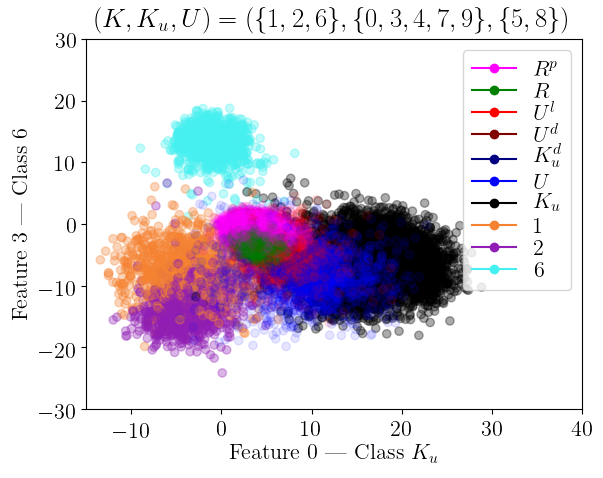 (K, K_u, U) = ({1, 2, 6}, {0, 3, 4, 7, 9}, {5, 8})
30
20
10
0
−10
−20
−30
Feature 3 — Class 6
−10 0 10 20 30 40
Feature 0 — Class K_u
R^p
R
U^l
U^d
K_u^d
U
K_u
1
2
6